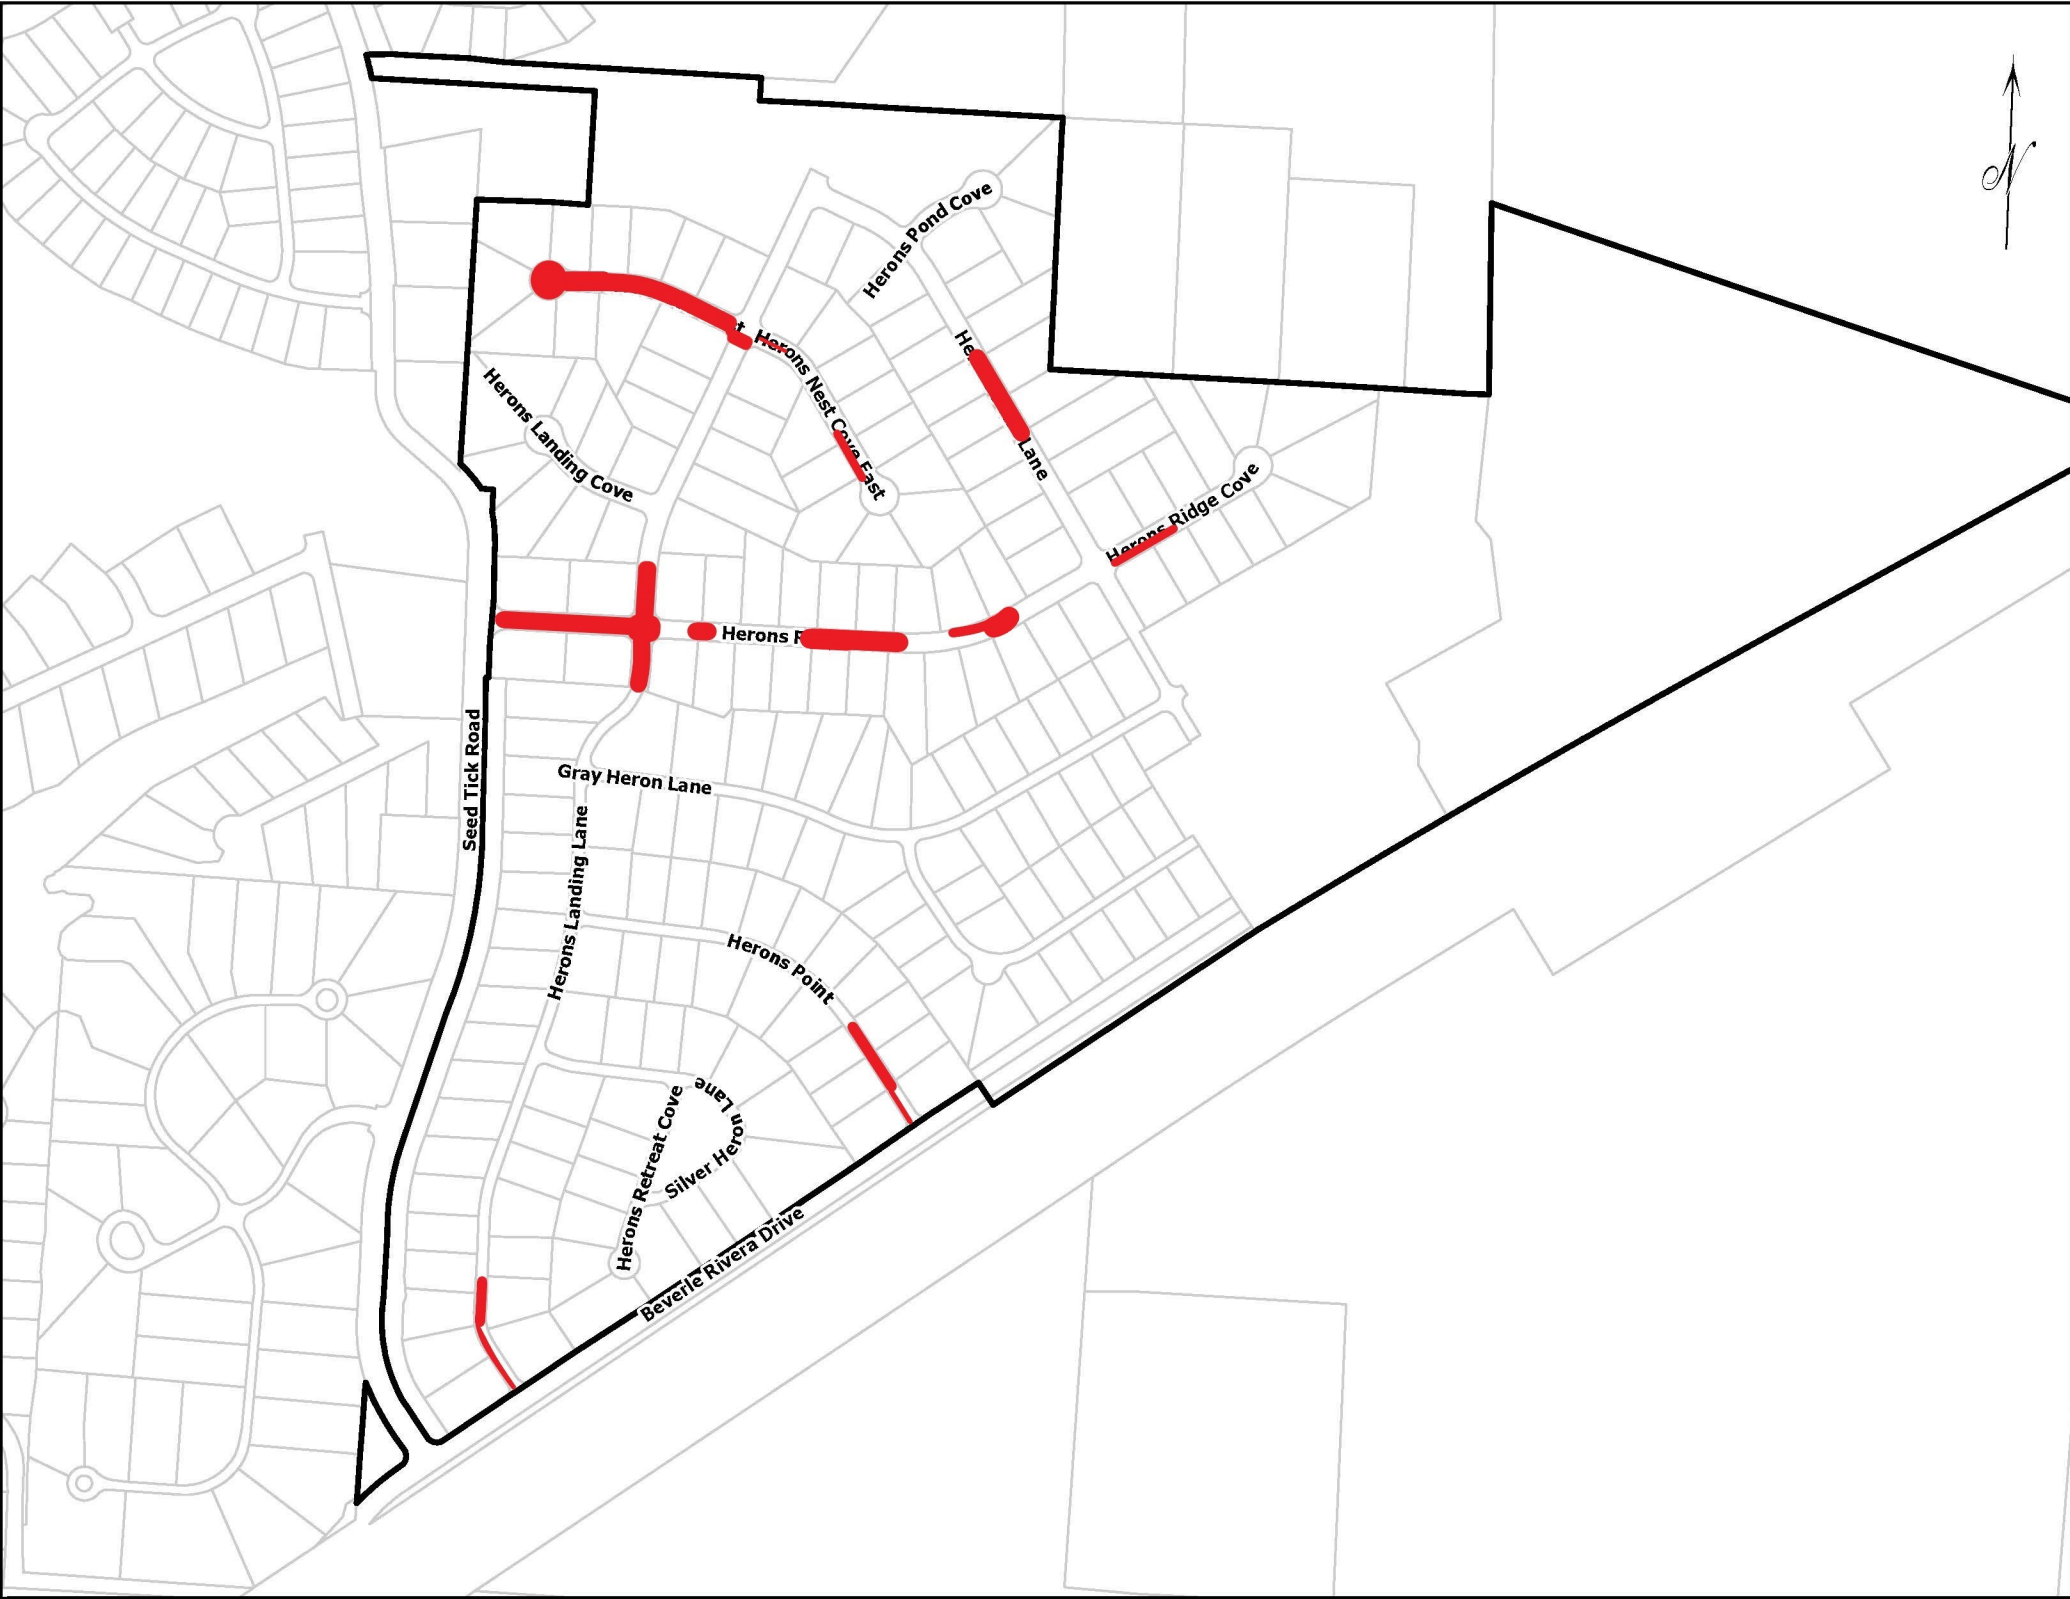 N
Herons Pond Cove
t
Herons Nest Cove East
He
Lane
Herons Landing Cove
Herons Ridge Cove
Herons
Seed Tick Road
Gray Heron Lane
Herons Landing Lane
Herons Point
Silver Heron Lane
Herons Retreat Cove
Beverle Rivera Drive